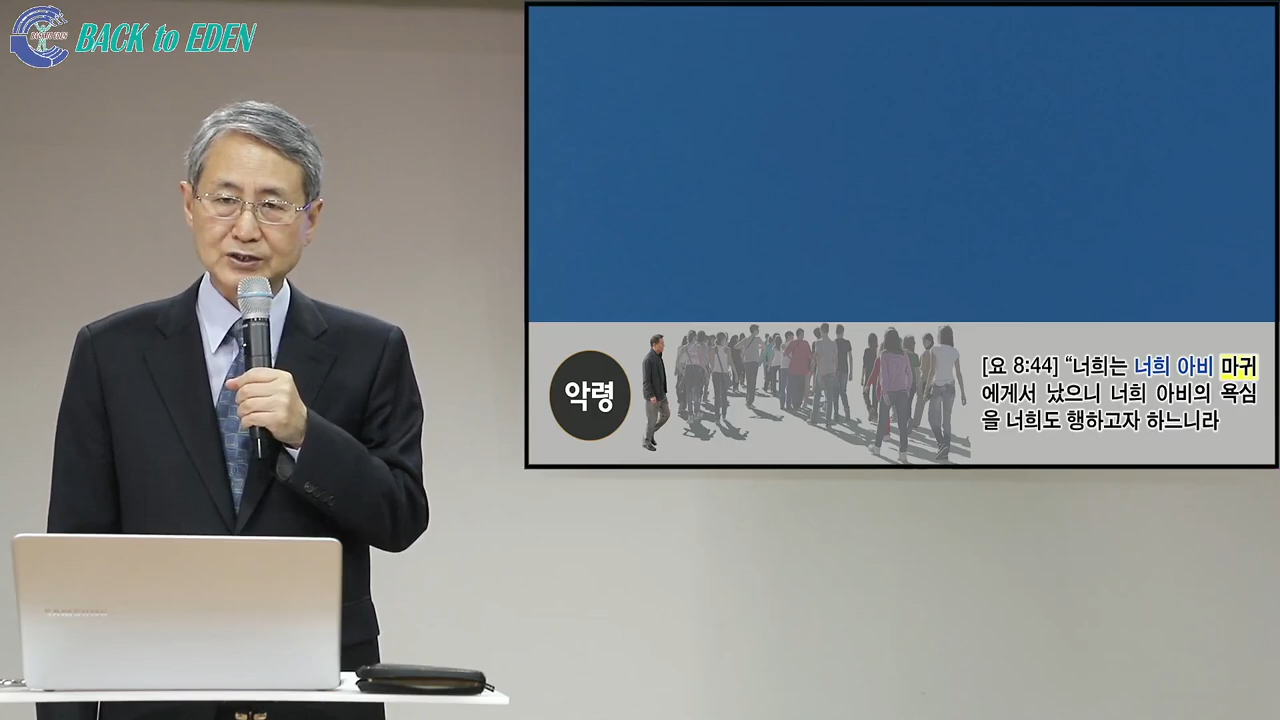 BACK to EDEN
악령
[요 8:44] “너희는 너희 아비 마귀
에게서 났으니 너희 아비의 욕심
을 너희도 행하고자 하느니라
SAMSUNG